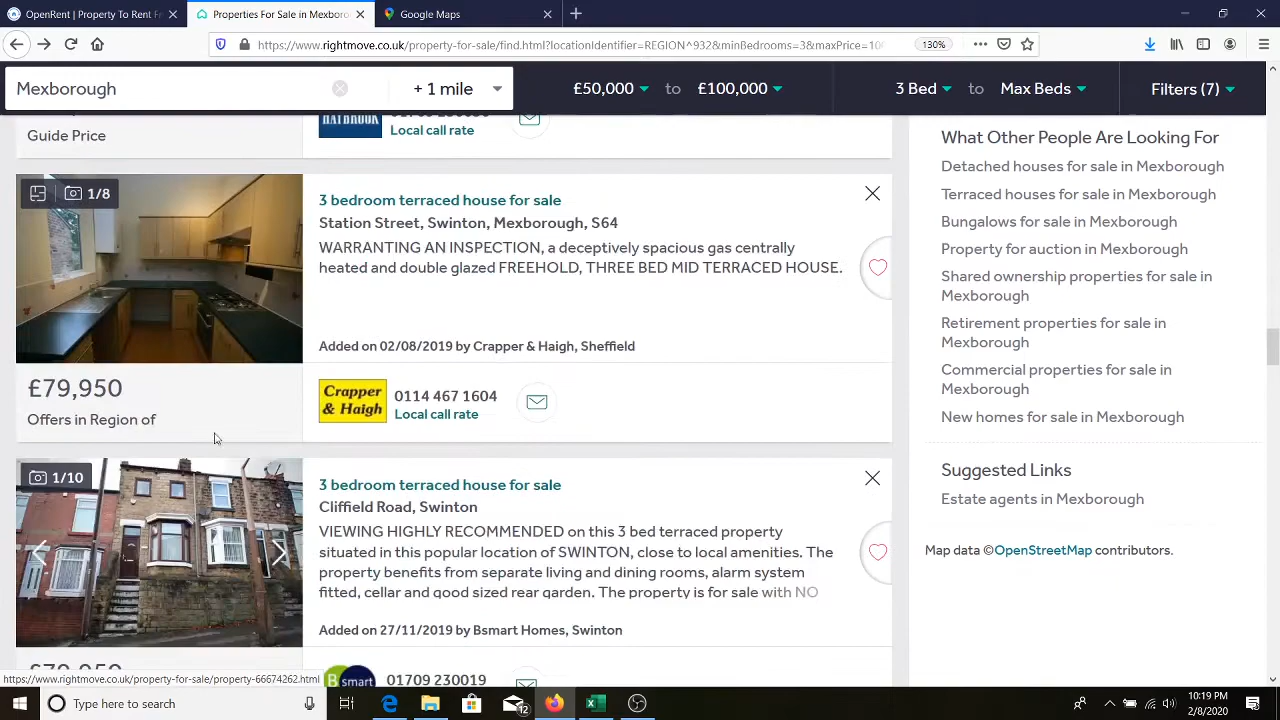 OpenRent | Property To Rent Fr
Properties For Sale in Mexboro
Google Maps
https://www.rightmove.co.uk/property-for-sale/find.html?locationIdentifier=REGION^932&minBedrooms=3&maxPrice=10
130%
Mexborough
+ 1 mile
£50,000 to £100,000
3 Bed to Max Beds
Filters (7)
Guide Price
HAYBROOK
Local call rate
1/8
£79,950
Offers in Region of
3 bedroom terraced house for sale
Station Street, Swinton, Mexborough, S64
WARRANTING AN INSPECTION, a deceptively spacious gas centrally
heated and double glazed FREEHOLD, THREE BED MID TERRACED HOUSE.
Added on 02/08/2019 by Crapper & Haigh, Sheffield
Crapper
& Haigh
0114 467 1604
Local call rate
1/10
3 bedroom terraced house for sale
Cliffield Road, Swinton
VIEWING HIGHLY RECOMMENDED on this 3 bed terraced property
situated in this popular location of SWINTON, close to local amenities. The
property benefits from separate living and dining rooms, alarm system
fitted, cellar and good sized rear garden. The property is for sale with NO
Added on 27/11/2019 by Bsmart Homes, Swinton
Bsmart
01709 230019
What Other People Are Looking For
Detached houses for sale in Mexborough
Terraced houses for sale in Mexborough
Bungalows for sale in Mexborough
Property for auction in Mexborough
Shared ownership properties for sale in
Mexborough
Retirement properties for sale in
Mexborough
Commercial properties for sale in
Mexborough
New homes for sale in Mexborough
Suggested Links
Estate agents in Mexborough
Map data ©OpenStreetMap contributors.
https://www.rightmove.co.uk/property-for-sale/property-66674262.html
Type here to search
12
10:19 PM
2/8/2020